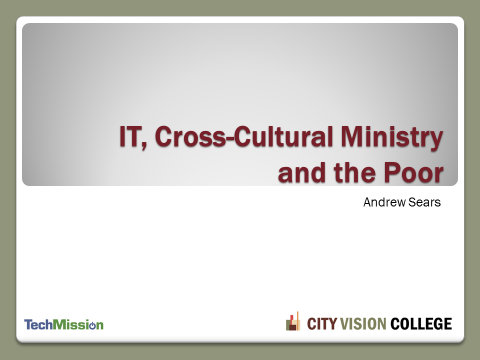 IT, Cross-Cultural Ministry
and the Poor
Andrew Sears
TechMission
CITY VISION COLLEGE